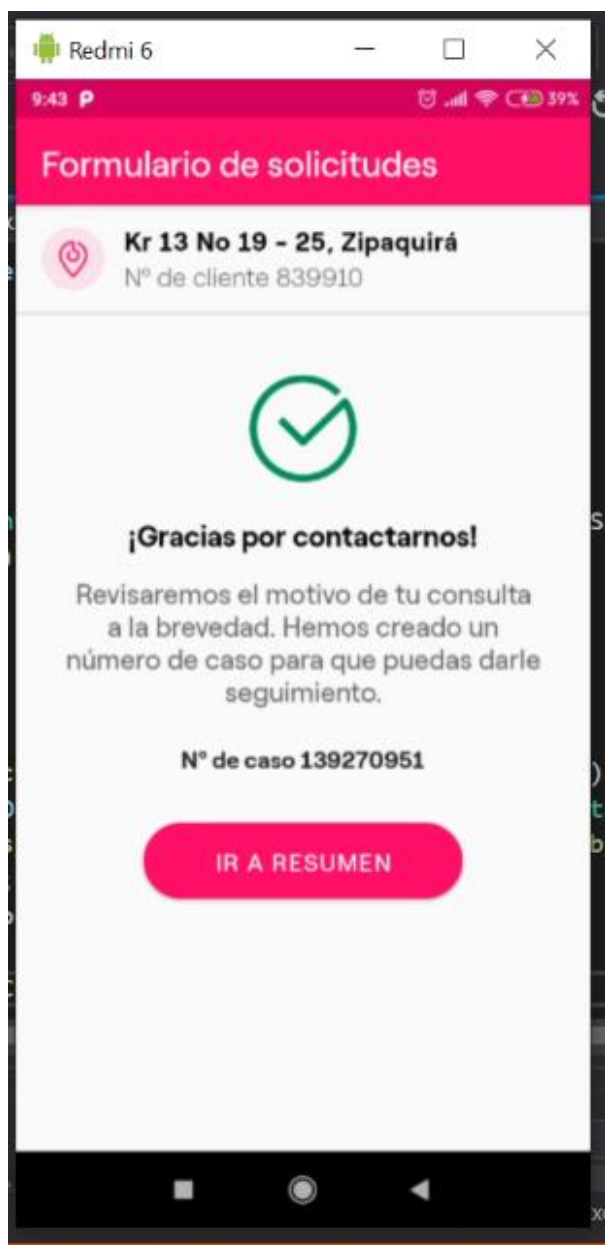 Redmi 6
9:43 P 39%
Formulario de solicitudes
Kr 13 No 19 - 25, Zipaquirá
N° de cliente 839910
¡Gracias por contactarnos!
Revisaremos el motivo de tu consulta
a la brevedad. Hemos creado un
número de caso para que puedas darle
seguimiento.
N° de caso 139270951
IR A RESUMEN